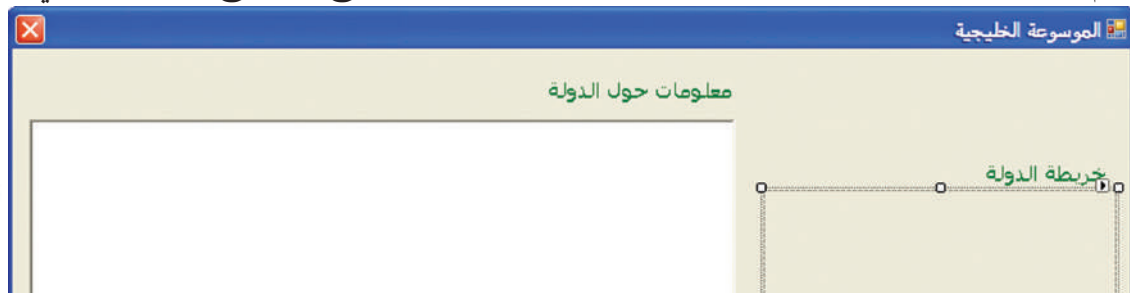 الموسوعة الخليجية
معلومات حول الدولة
خريطة الدولة